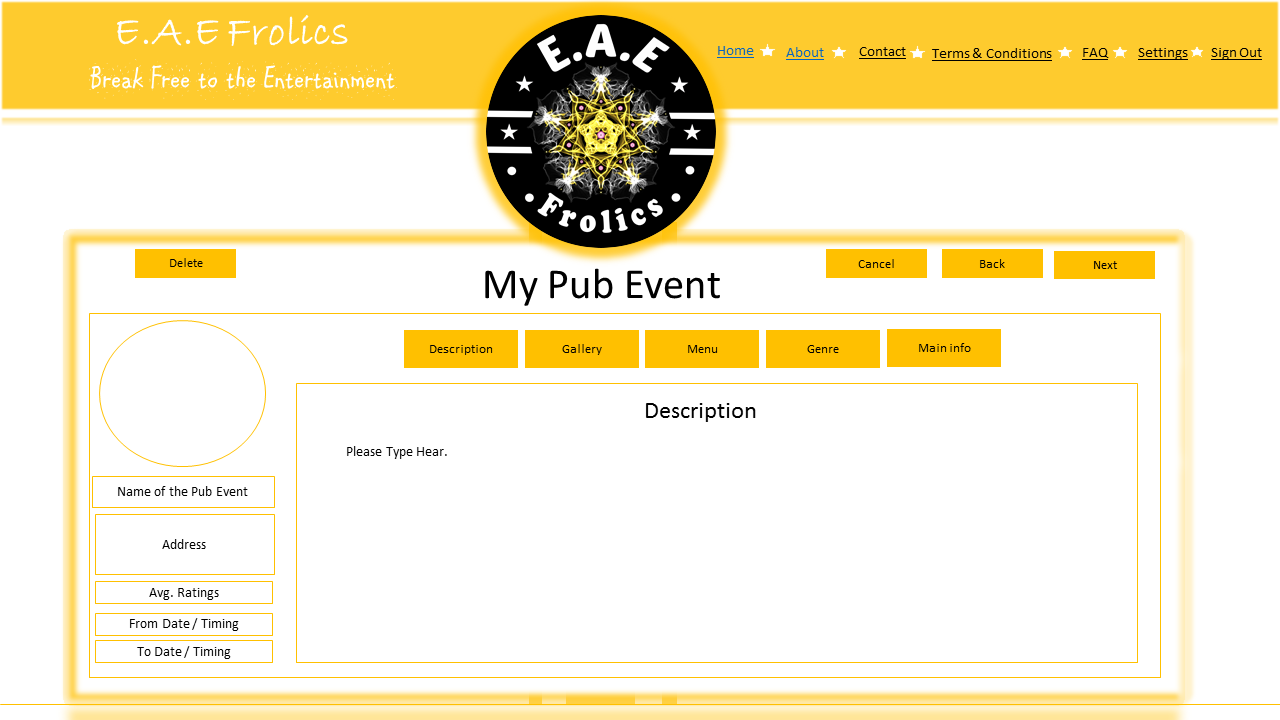 E.A.E Frolics
Break Free to the Entertainment
E.A.E
Frolics
Home About Contact Terms & Conditions FAQ Settings Sign Out
Delete
Cancel Back Next
My Pub Event
Description Gallery Menu Genre Main info
Description
Please Type Hear.
Name of the Pub Event
Address
Avg. Ratings
From Date / Timing
To Date / Timing